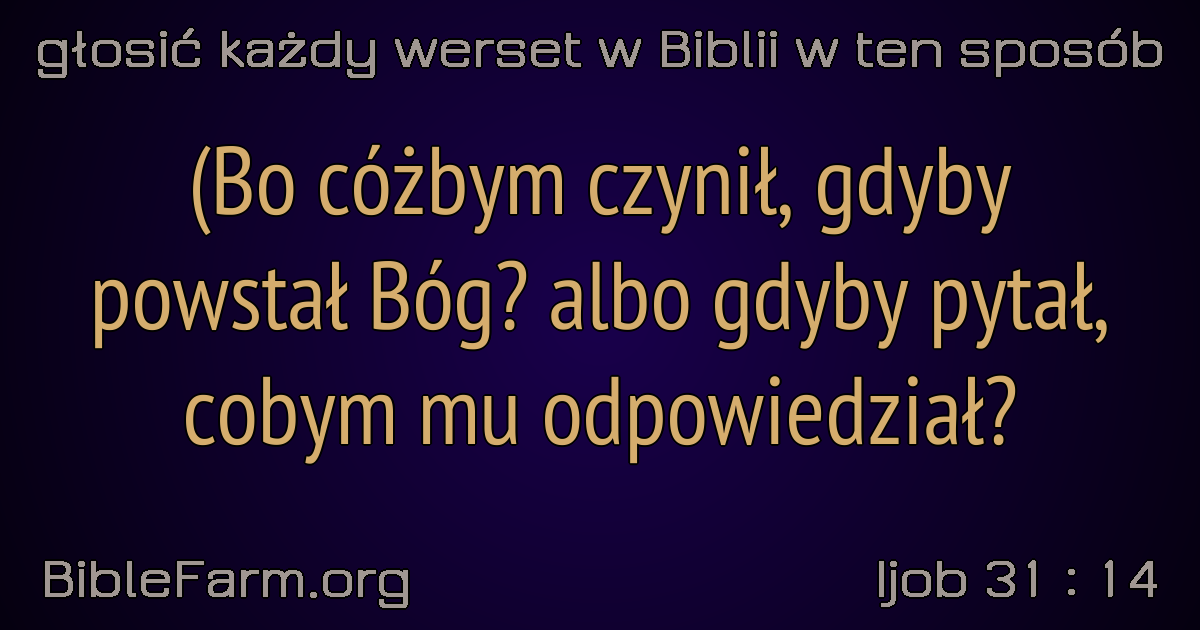 głosić każdy werset w Biblii w ten sposób
(Bo cóżbym czynił, gdyby
powstał Bóg? albo gdyby pytał,
cobym mu odpowiedział?
BibleFarm.org
Ijob 31 : 14